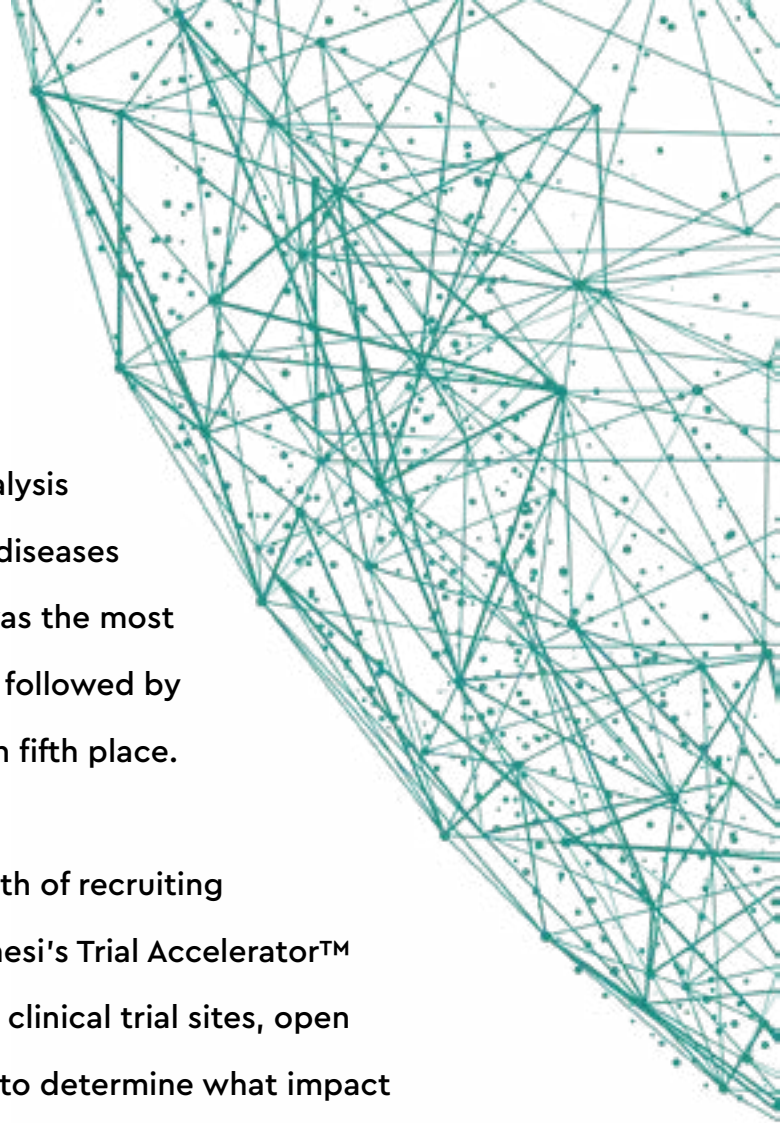 alysis
diseases
as the most
followed by
n fifth place.
th of recruiting
nesi's Trial Accelerator™
clinical trial sites, open
to determine what impact